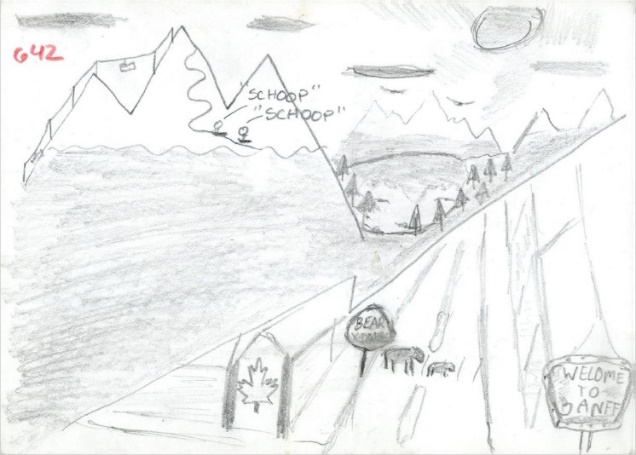 642
"SCHOOP"
"SCHOOP"
BEAR
WELOME
TO
BANFF